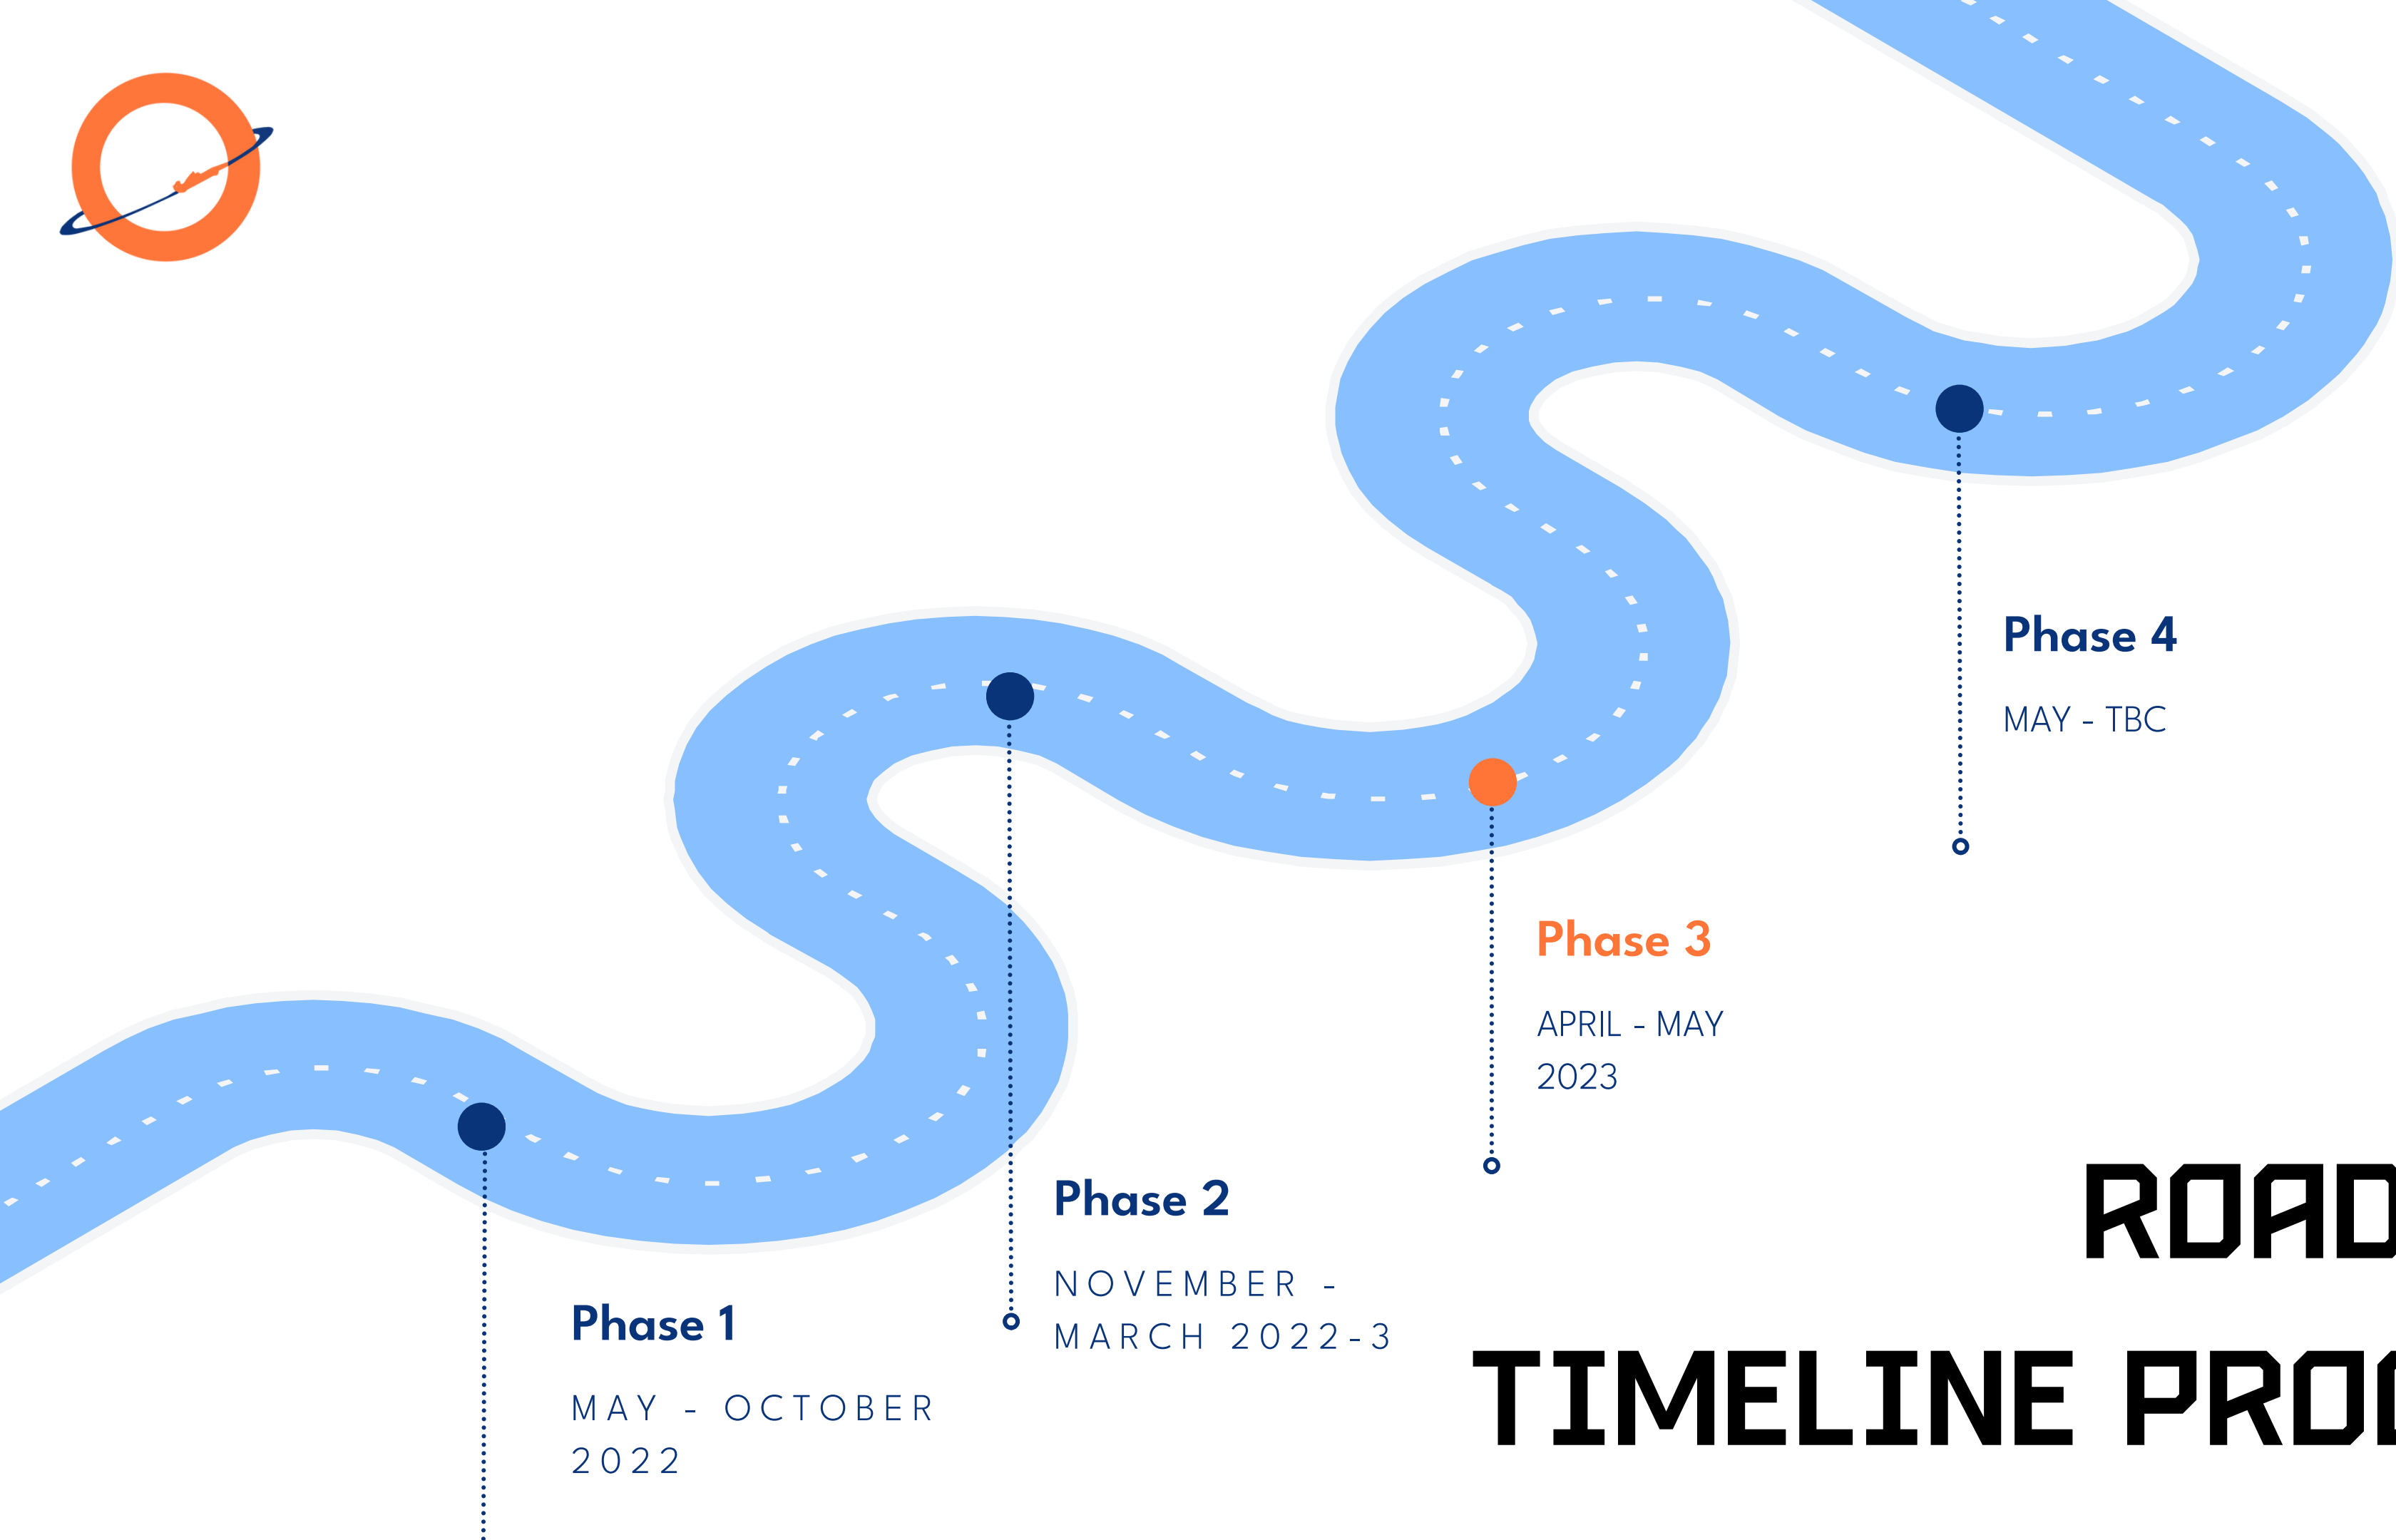 Phase 4
MAY - TBC
Phase 3
APRIL - MAY
2023
Phase 2
NOVEMBER -
MARCH 2022-3
Phase 1
MAY - OCTOBER
2022
ROAD
TIMELINE